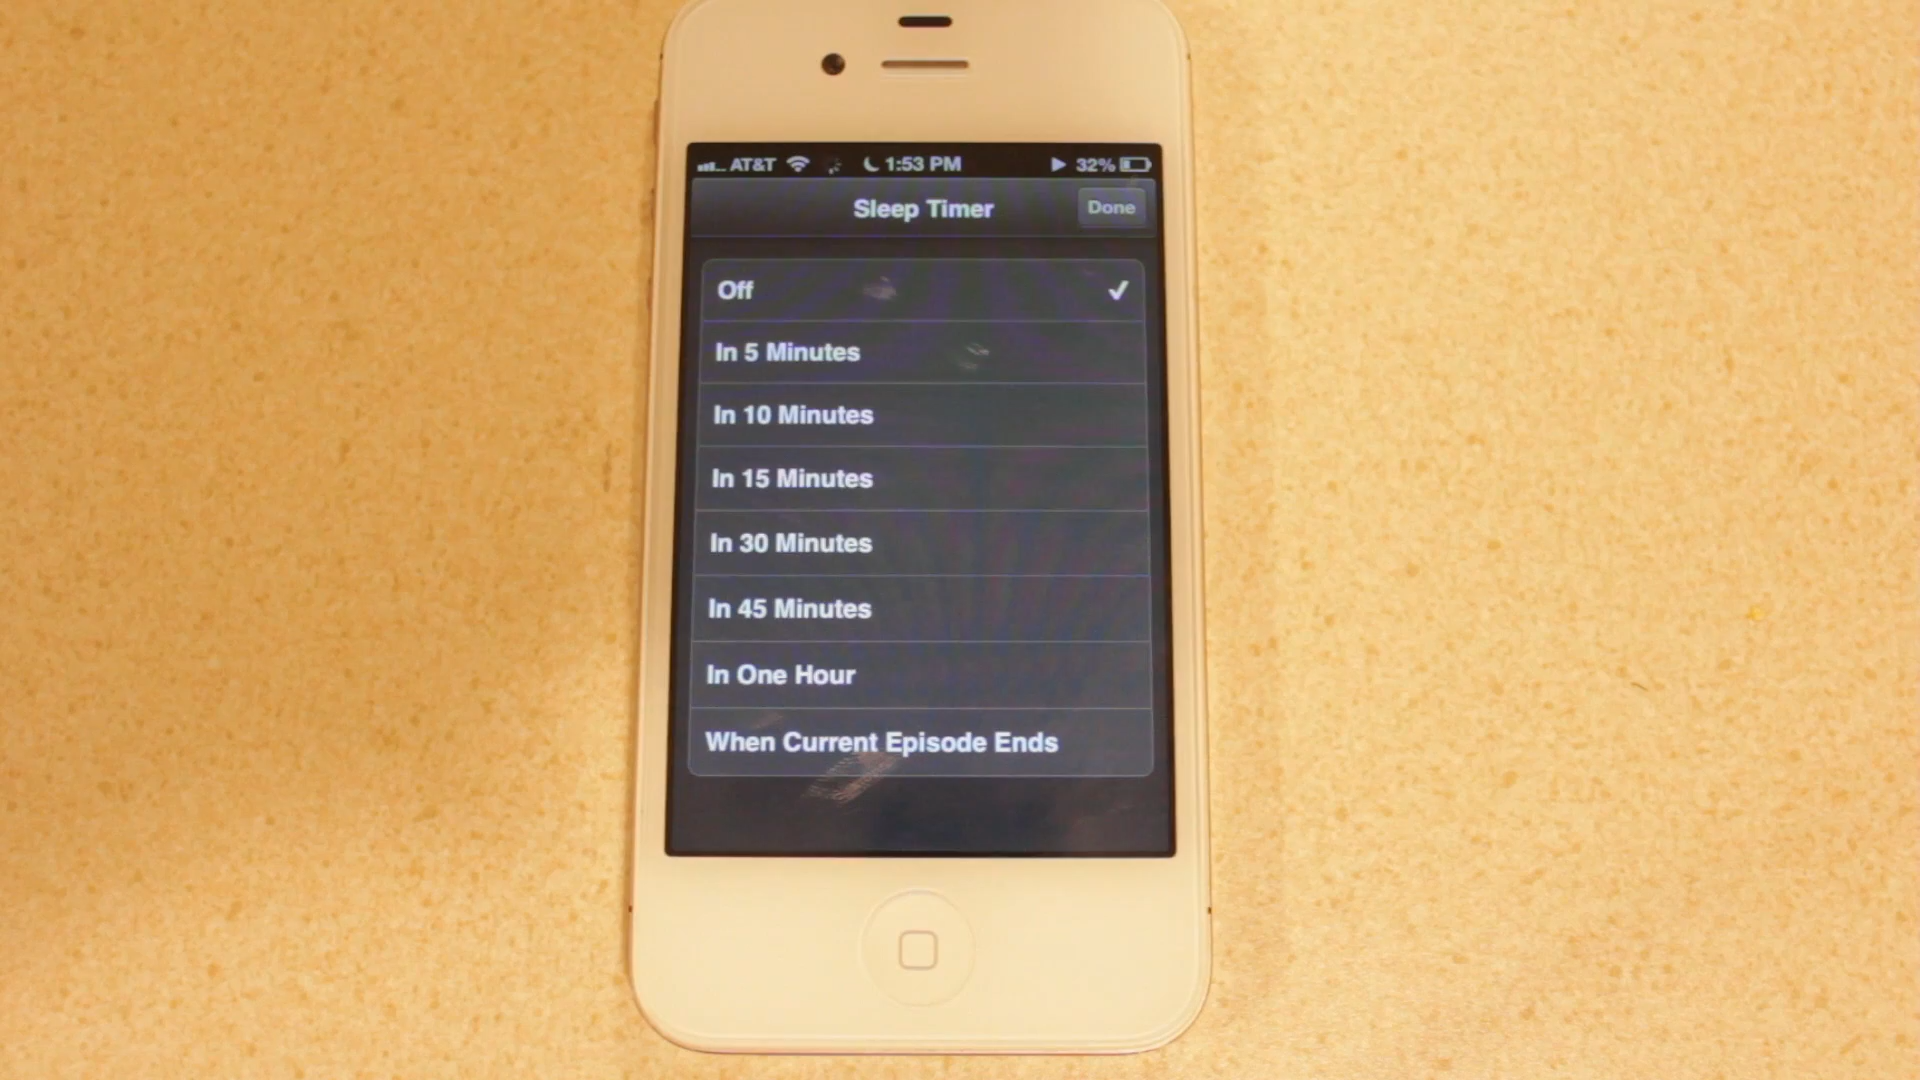 AT&T 1:53 PM 32%
Sleep Timer Done
Off
In 5 Minutes
In 10 Minutes
In 15 Minutes
In 30 Minutes
In 45 Minutes
In One Hour
When Current Episode Ends